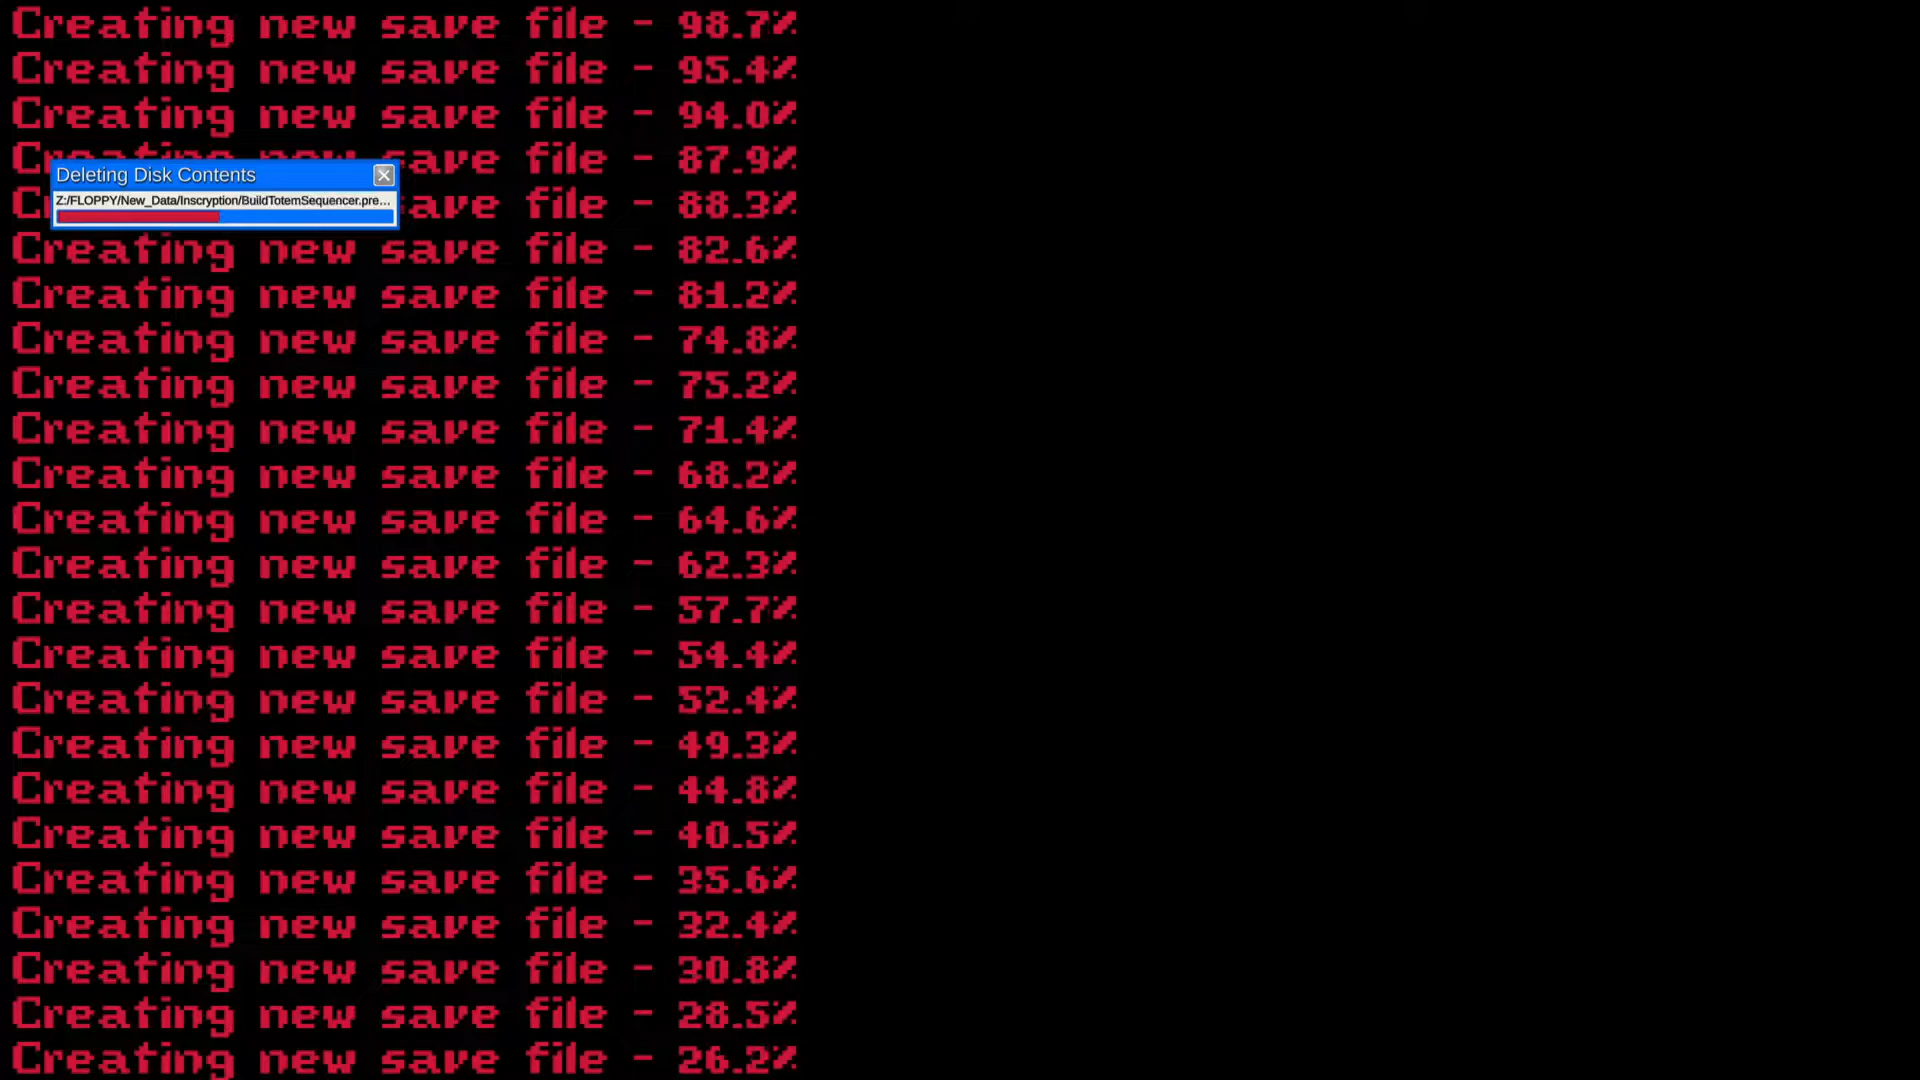 Creating new save file - 98.7%
Creating new save file - 95.4%
Creating new save file - 94.0%
Creating new save file - 87.9%
Deleting Disk Contents
Z:/FLOPPY/New_Data/Inscryption/BuildTotemSequencer.pre...
save file - 88.3%
Creating new save file - 82.6%
Creating new save file - 81.2%
Creating new save file - 74.8%
Creating new save file - 75.2%
Creating new save file - 71.4%
Creating new save file - 68.2%
Creating new save file - 64.6%
Creating new save file - 62.3%
Creating new save file - 57.7%
Creating new save file - 54.4%
Creating new save file - 52.4%
Creating new save file - 49.3%
Creating new save file - 44.8%
Creating new save file - 40.5%
Creating new save file - 35.6%
Creating new save file - 32.4%
Creating new save file - 30.8%
Creating new save file - 28.5%
Creating new save file - 26.2%